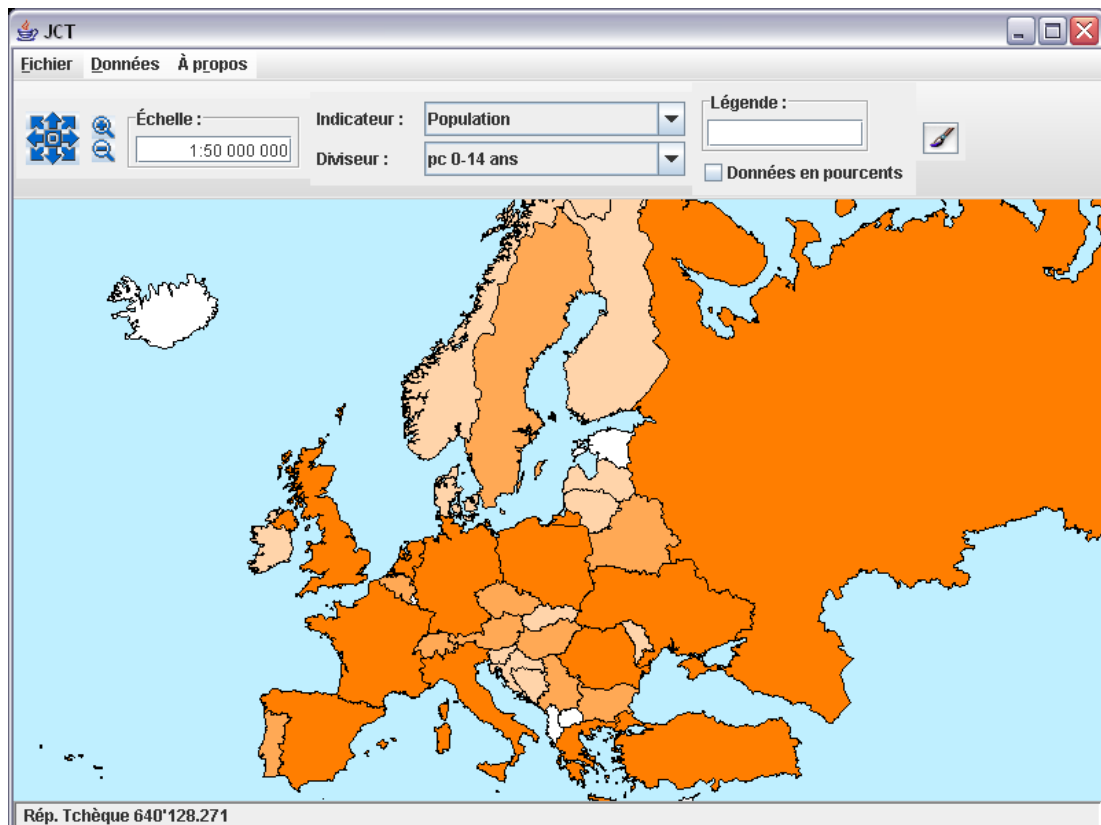 JCT
Fichier Données À propos
Échelle :
1:50 000 000
Indicateur :
Population
Diviseur :
pc 0-14 ans
Légende :
Données en pourcents
Rép. Tchèque 640'128.271